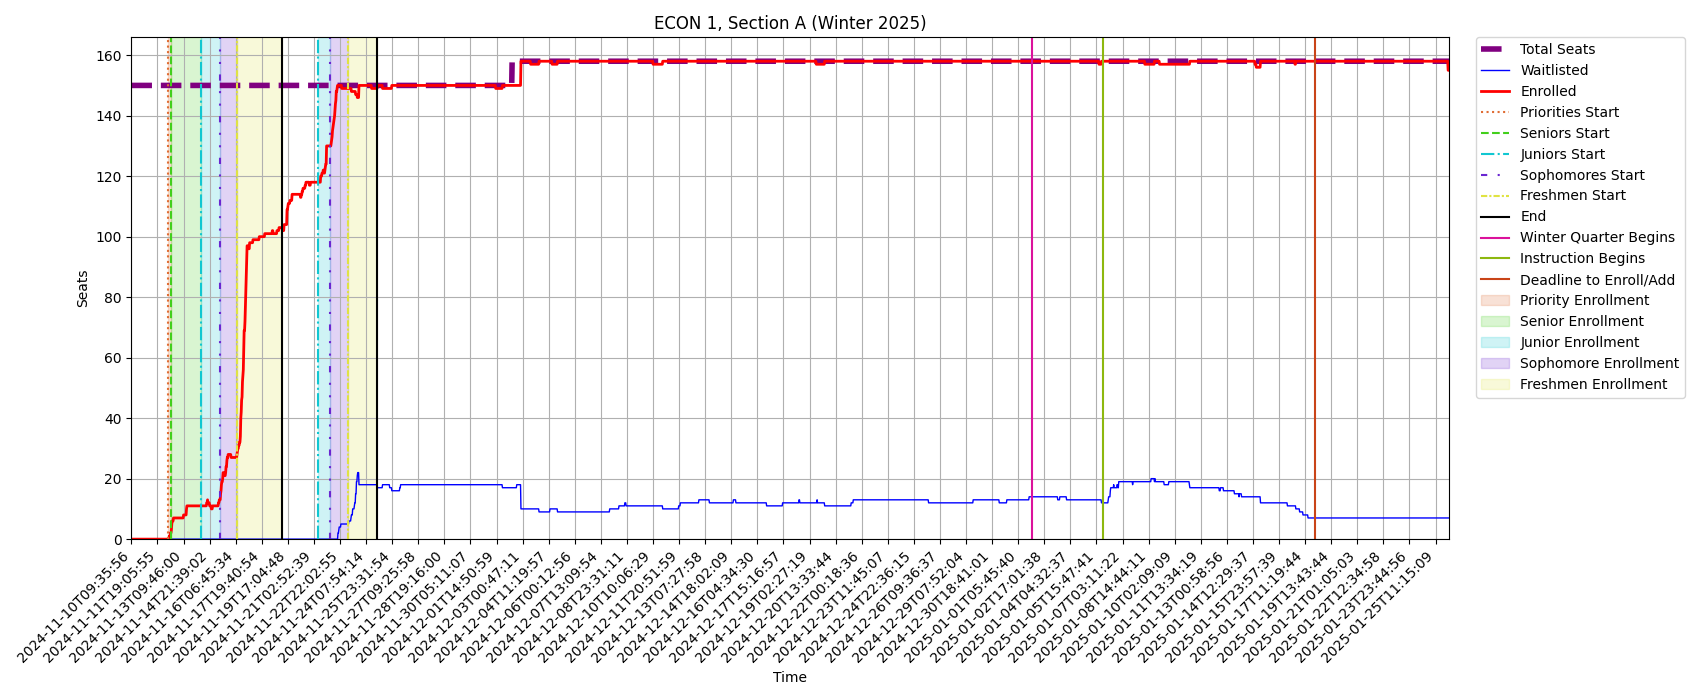 ECON 1, Section A (Winter 2025)
Seats
160
140
120
100
80
60
40
20
0
2024-11-10T09:35:56
2024-11-11T19:05:55
2024-11-13T09:46:00
2024-11-14T21:39:02
2024-11-16T06:45:34
2024-11-17T19:40:54
2024-11-19T17:04:48
2024-11-21T02:52:39
2024-11-22T22:02:55
2024-11-24T07:54:14
2024-11-25T23:31:54
2024-11-27T09:25:58
2024-11-28T19:16:00
2024-11-30T05:11:07
2024-12-01T14:50:59
2024-12-03T00:47:11
2024-12-04T11:19:57
2024-12-06T00:12:56
2024-12-07T13:09:54
2024-12-08T23:31:11
2024-12-10T10:06:29
2024-12-11T20:51:59
2024-12-13T07:27:58
2024-12-14T18:02:09
2024-12-16T04:34:30
2024-12-17T15:16:57
2024-12-19T02:27:19
2024-12-20T13:33:44
2024-12-22T00:18:36
2024-12-23T11:45:07
2024-12-24T22:36:15
2024-12-26T09:36:37
2024-12-29T07:52:04
2024-12-30T18:41:01
2025-01-01T05:45:40
2025-01-02T17:01:38
2025-01-04T04:32:37
2025-01-05T15:47:41
2025-01-07T03:11:22
2025-01-08T14:44:11
2025-01-10T02:09:09
2025-01-11T13:34:19
2025-01-13T00:58:56
2025-01-14T12:29:37
2025-01-15T23:57:39
2025-01-17T11:19:44
2025-01-19T13:43:44
2025-01-21T01:05:03
2025-01-22T12:34:58
2025-01-23T23:44:56
2025-01-25T11:15:09
Time
Total Seats
Waitlisted
Enrolled
Priorities Start
Seniors Start
Juniors Start
Sophomores Start
Freshmen Start
End
Winter Quarter Begins
Instruction Begins
Deadline to Enroll/Add
Priority Enrollment
Senior Enrollment
Junior Enrollment
Sophomore Enrollment
Freshmen Enrollment